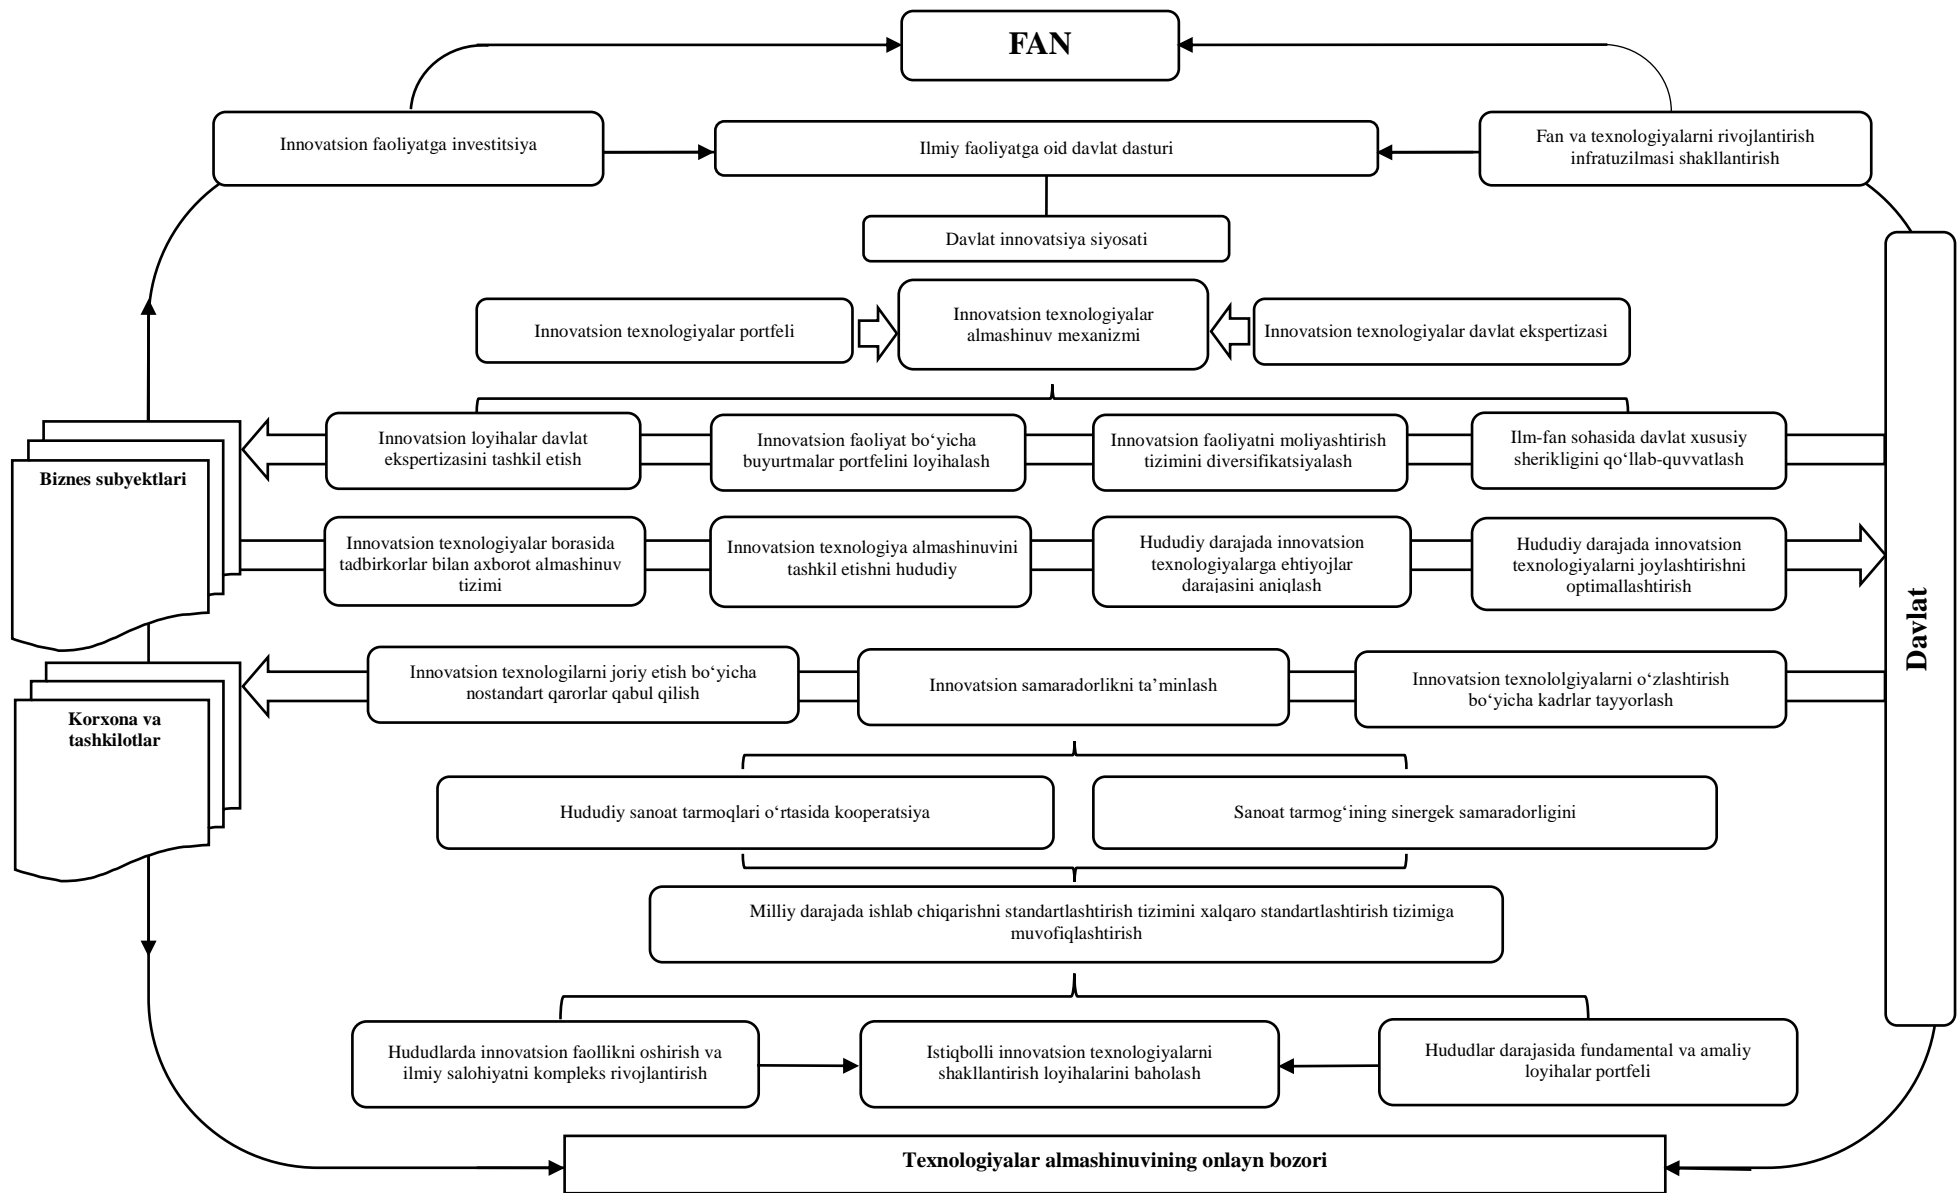 FAN
Innovatsion faoliyatga investitsiya
Ilmiy faoliyatga oid davlat dasturi
Fan va texnologiyalarni rivojlantirish
infratuzilmasi shakllantirish
Davlat innovatsiya siyosati
Innovatsion texnologiyalar portfeli
Innovatsion texnologiyalar
almashinuv mexanizmi
Innovatsion texnologiyalar davlat ekspertizasi
Biznes subyektlari
Innovatsion loyihalar davlat
ekspertizasini tashkil etish
Innovatsion faoliyat bo‘yicha
buyurtmalar portfelini loyihalash
Innovatsion faoliyatni moliyashtirish
tizimini diversifikatsiyalash
Ilm-fan sohasida davlat xususiy
sherikligini qo‘llab-quvvatlash
Innovatsion texnologiyalar borasida
tadbirkorlar bilan axborot almashinuv
tizimi
Innovatsion texnologiya almashinuvini
tashkil etishni hududiy
Hududiy darajada innovatsion
texnologiyalarga ehtiyojlar
darajasini aniqlash
Hududiy darajada innovatsion
texnologiyalarni joylashtirishni
optimallashtirish
Davlat
Korxona va
tashkilotlar
Innovatsion texnologilarni joriy etish bo‘yicha
nostandart qarorlar qabul qilish
Innovatsion samaradorlikni ta’minlash
Innovatsion texnololgiyalarni o‘zlashtirish
bo‘yicha kadrlar tayyorlash
Hududiy sanoat tarmoqlari o‘rtasida kooperatsiya
Sanoat tarmog‘ining sinergek samaradorligini
Milliy darajada ishlab chiqarishni standartlashtirish tizimini xalqaro standartlashtirish tizimiga
muvofiqlashtirish
Hududlarda innovatsion faollikni oshirish va
ilmiy salohiyatni kompleks rivojlantirish
Istiqbolli innovatsion texnologiyalarni
shakllantirish loyihalarini baholash
Hududlar darajasida fundamental va amaliy
loyihalar portfeli
Texnologiyalar almashinuvining onlayn bozori